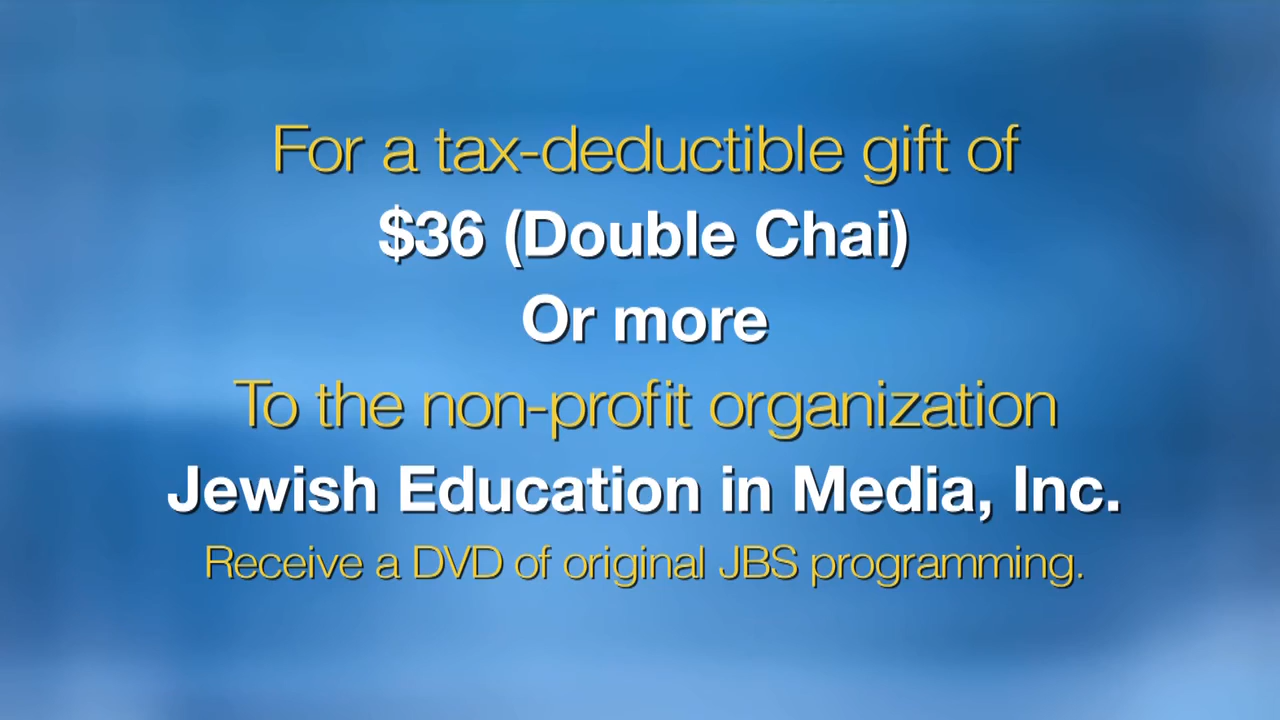 For a tax-deductible gift of
$36 (Double Chai)
Or more
To the non-profit organization
Jewish Education in Media, Inc.
Receive a DVD of original JBS programming.